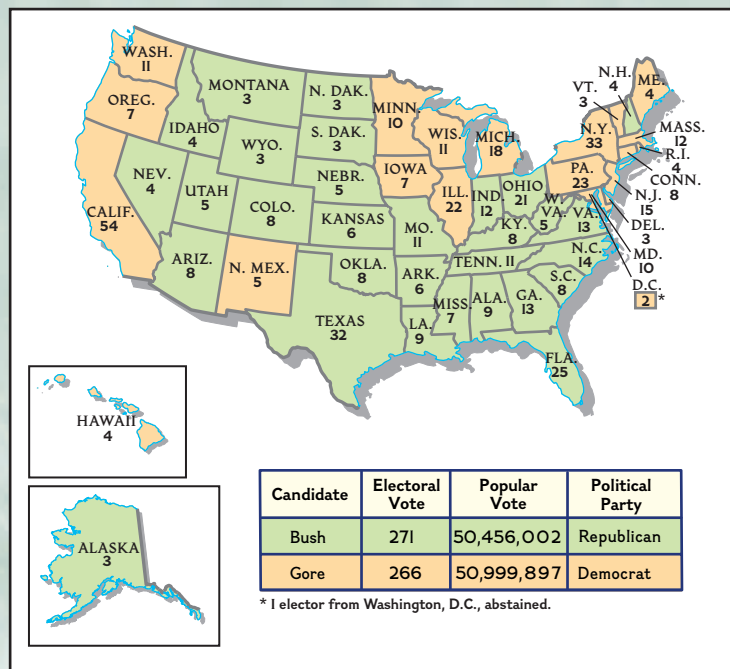 WASH.
11
OREG.
7
CALIF.
54
NEV.
4
IDAHO
4
MONTANA
3
WYO.
3
UTAH
5
ARIZ.
8
COLO.
8
N. MEX.
5
N. DAK.
3
S. DAK.
3
NEBR.
5
KANSAS
6
OKLA.
8
TEXAS
32
MINN.
10
IOWA
7
MO.
11
ARK.
6
LA.
9
WIS.
11
ILL.
22
MICH.
18
IND.
12
OHIO
21
KY.
8
TENN. 11
MISS.
7
ALA.
9
GA.
13
FLA.
25
S.C.
8
N.C.
14
VA.
13
W.
VA.
5
PA.
23
N.Y.
33
VT.
3
N.H.
4
ME.
4
MASS.
12
R.I.
4
CONN.
8
N.J.
15
DEL.
3
MD.
10
D.C.
2 *
HAWAII
4
ALASKA
3
Candidate Electoral Vote Popular Vote Political Party
Bush 271 50,456,002 Republican
Gore 266 50,999,897 Democrat
* 1 elector from Washington, D.C., abstained.